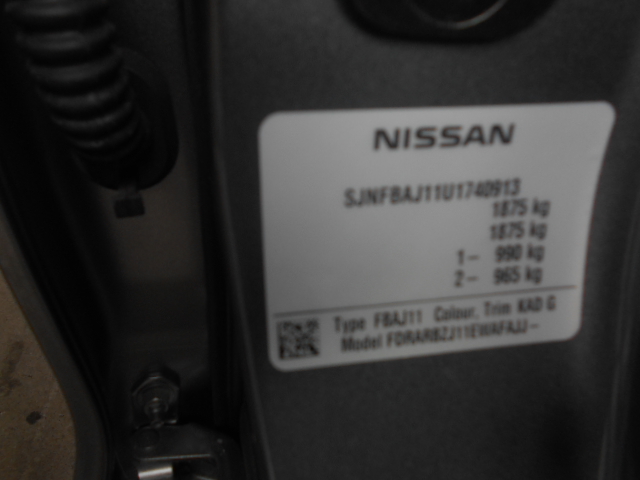 NISSAN
SJNFBAJ11U1740913
1875 kg
1875 kg
1- 990 kg
2- 965 kg
Type FBAJ11 Colour, Trim KAD G
Model FDRARBZJ11EWAFAJJ-